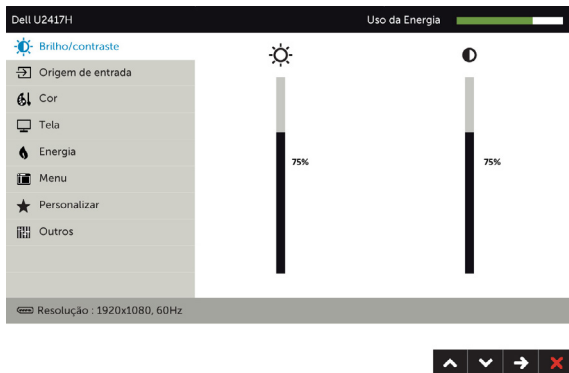 Dell U2417H
Uso da Energia
Brilho/contraste
Origem de entrada
Cor
Tela
Energia
Menu
Personalizar
Outros
75%
75%
Resolução : 1920x1080, 60Hz